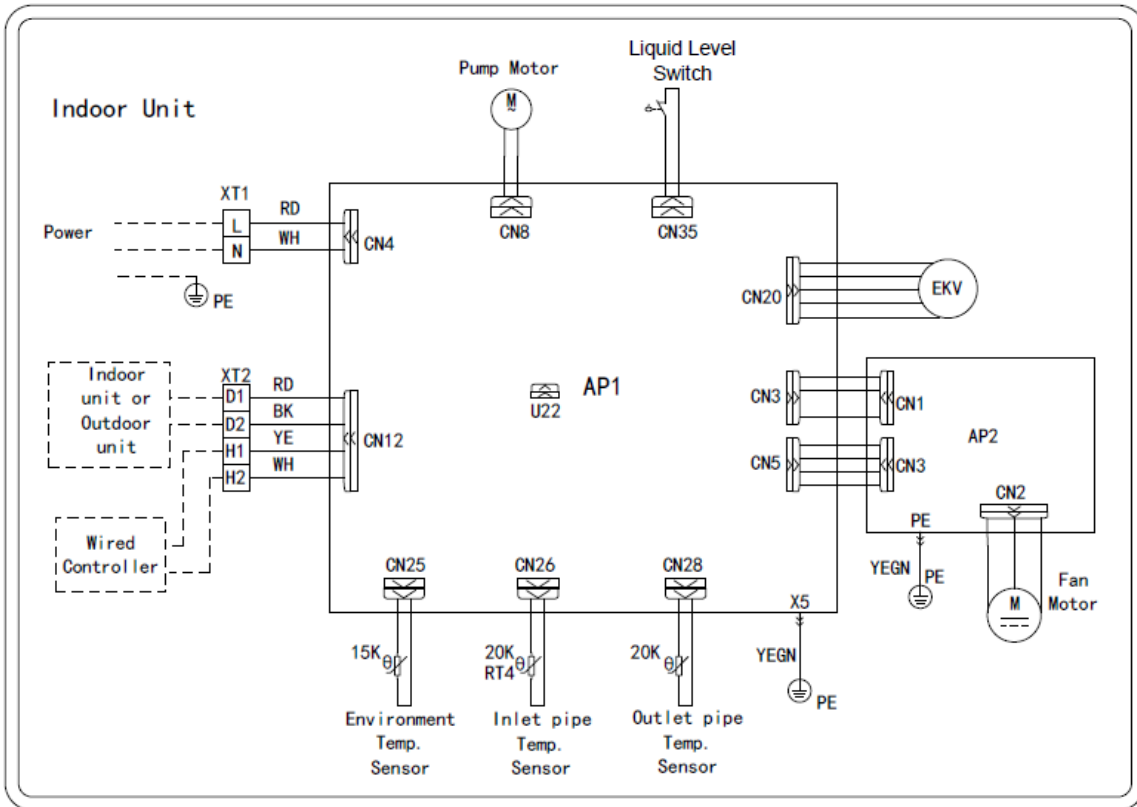 Indoor Unit
Pump Motor
M
~
Liquid Level
Switch
XT1
Power
L
N
RD
WH
CN4
PE
CN8
CN35
CN20
EKV
Indoor
unit or
Outdoor
unit
XT2
D1
D2
H1
H2
RD
BK
YE
WH
CN12
Wired
Controller
U22
AP1
CN3
CN1
CN5
CN3
AP2
CN2
PE
YEGN
PE
M
Fan
Motor
CN25
CN26
CN28
X5
YEGN
PE
15K
θ
20K
RT4
θ
20K
θ
Environment
Temp.
Sensor
Inlet pipe
Temp.
Sensor
Outlet pipe
Temp.
Sensor